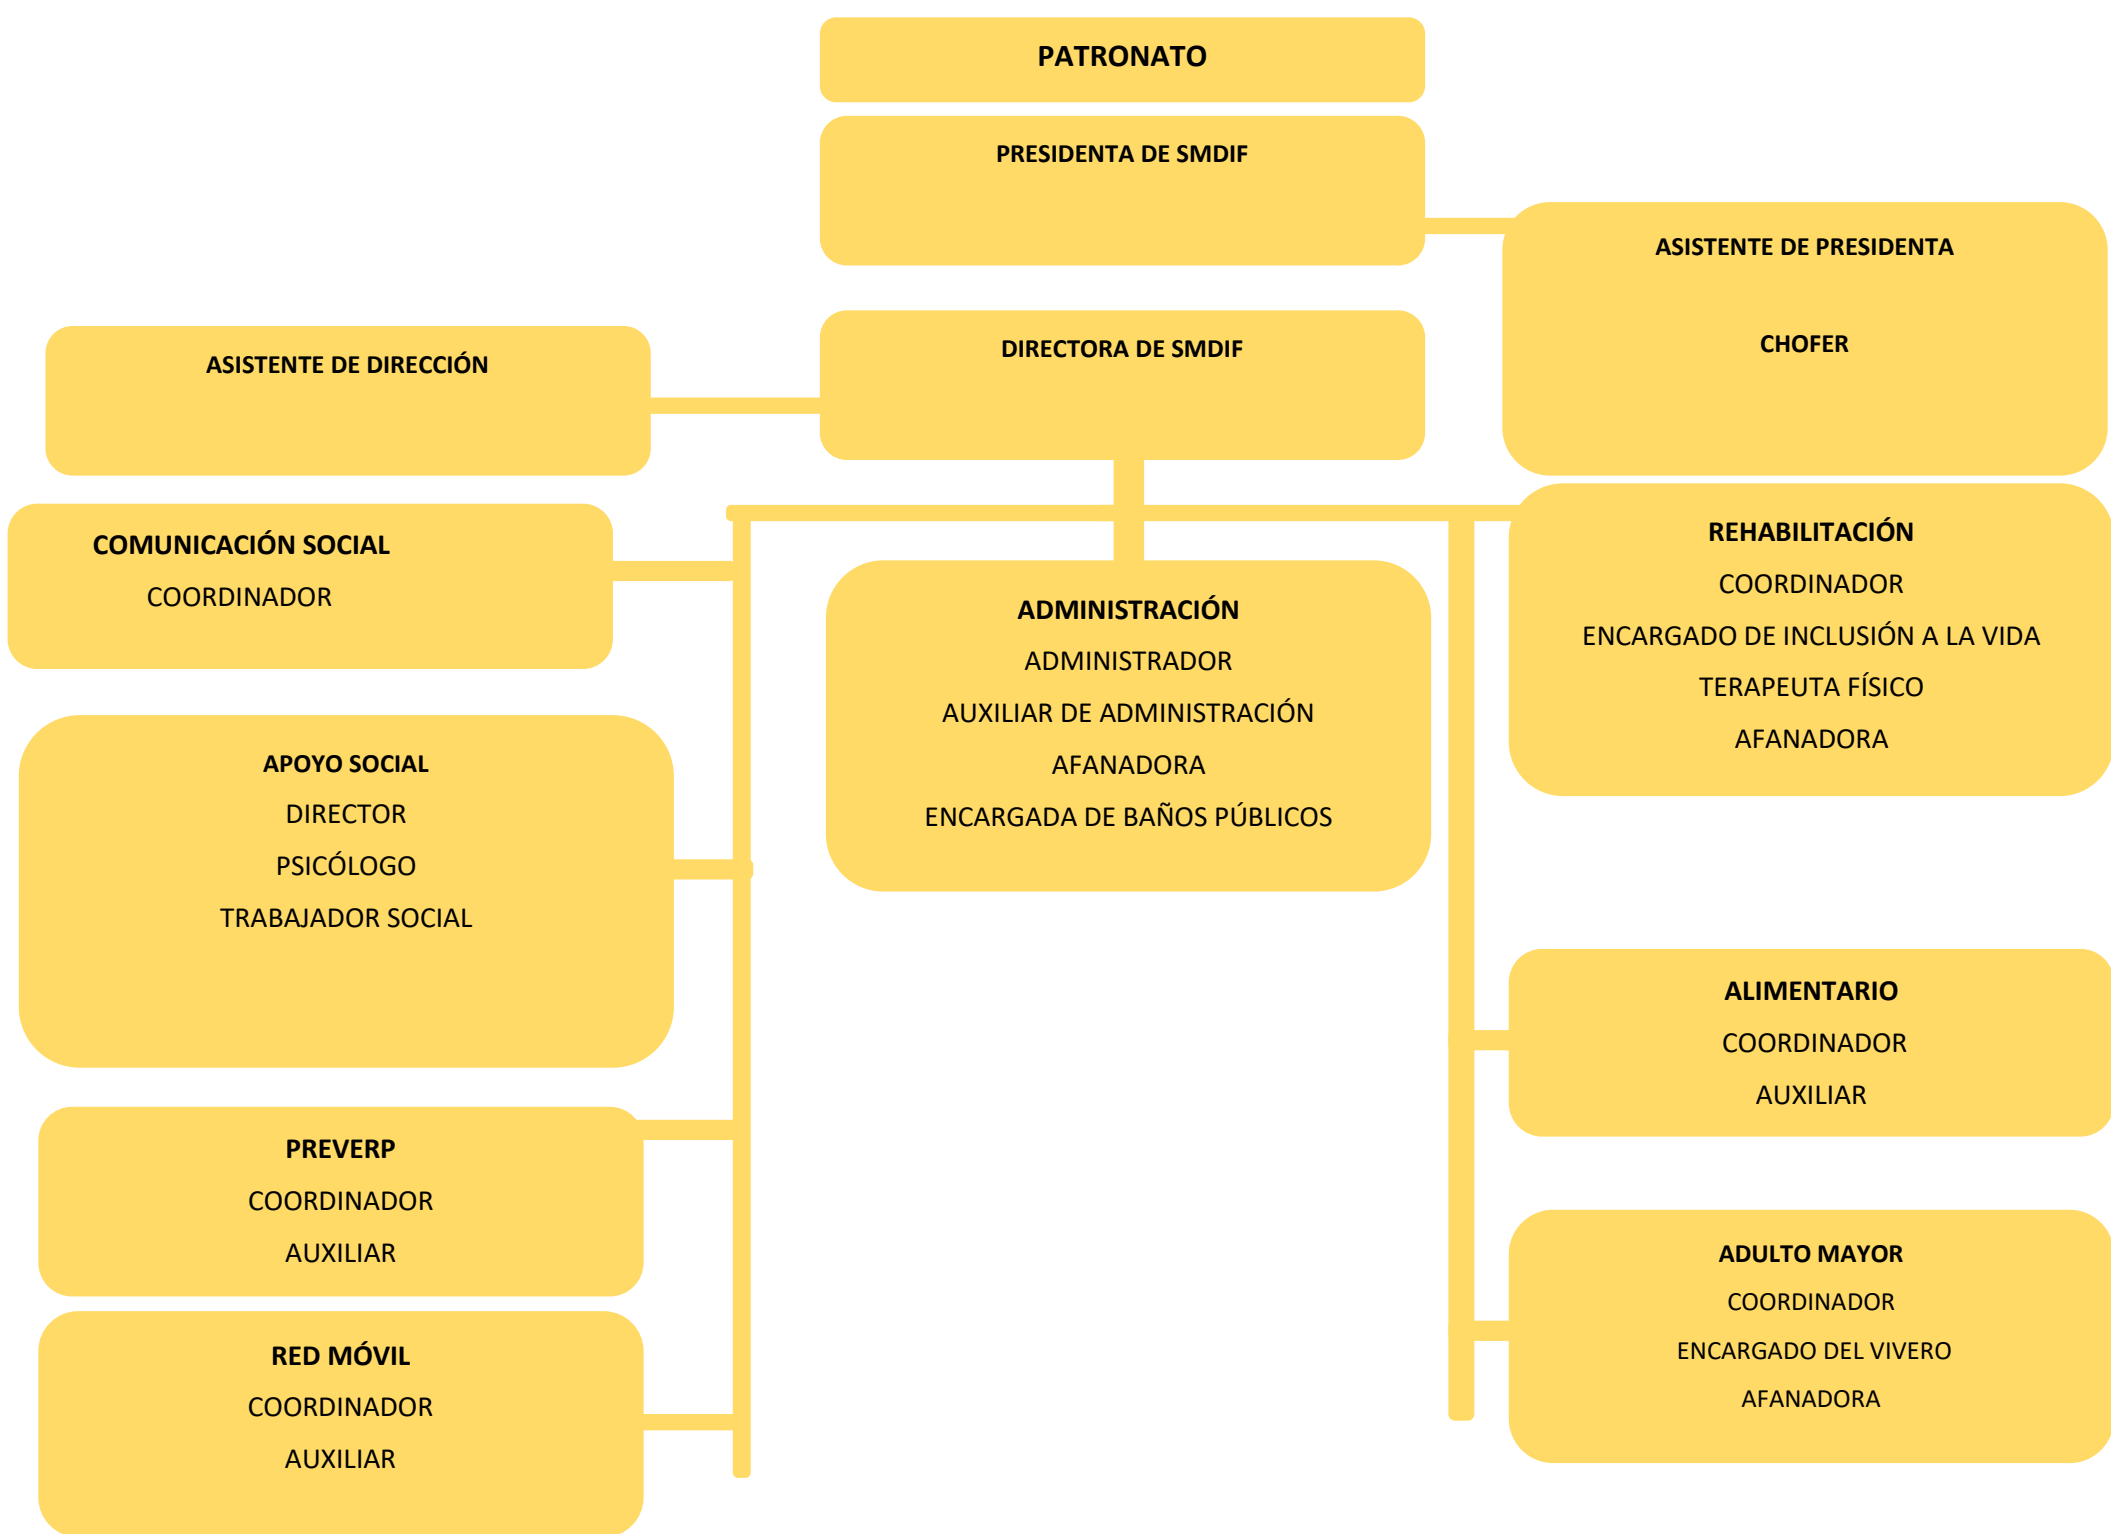 PATRONATO
PRESIDENTA DE SMDIF
ASISTENTE DE PRESIDENTA
CHOFER
DIRECTORA DE SMDIF
ASISTENTE DE DIRECCIÓN
COMUNICACIÓN SOCIAL
COORDINADOR
APOYO SOCIAL
DIRECTOR
PSICÓLOGO
TRABAJADOR SOCIAL
PREVERP
COORDINADOR
AUXILIAR
RED MÓVIL
COORDINADOR
AUXILIAR
ADMINISTRACIÓN
ADMINISTRADOR
AUXILIAR DE ADMINISTRACIÓN
AFANADORA
ENCARGADA DE BAÑOS PÚBLICOS
REHABILITACIÓN
COORDINADOR
ENCARGADO DE INCLUSIÓN A LA VIDA
TERAPEUTA FÍSICO
AFANADORA
ALIMENTARIO
COORDINADOR
AUXILIAR
ADULTO MAYOR
COORDINADOR
ENCARGADO DEL VIVERO
AFANADORA